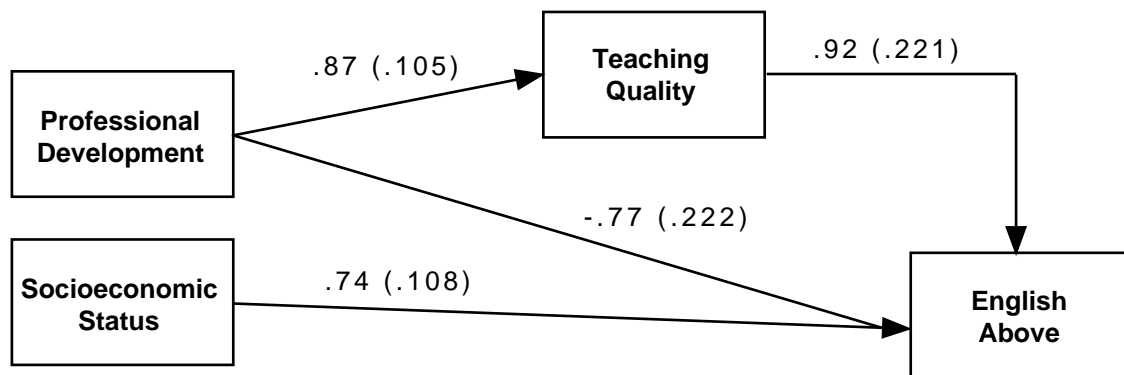 .87 (.105)
Teaching
Quality
.92 (.221)
Professional
Development
-.77 (.222)
Socioeconomic
Status
.74 (.108)
English
Above